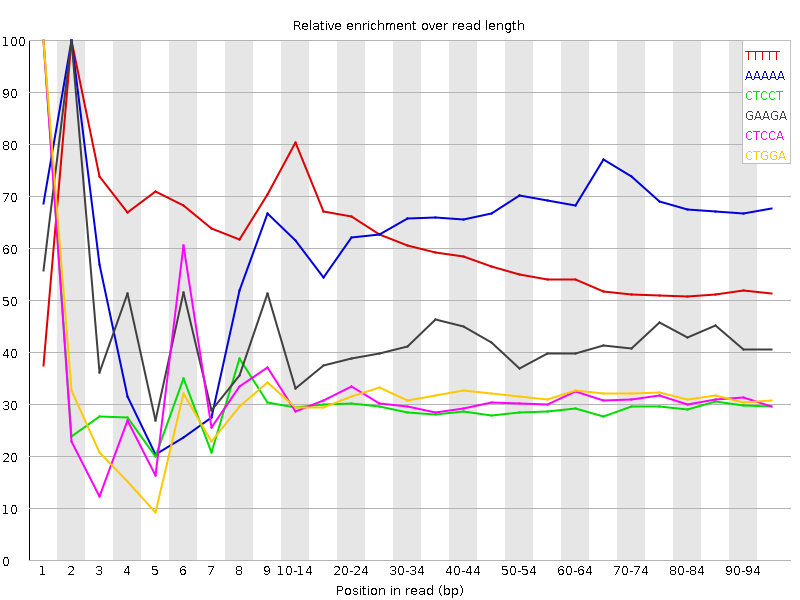 Relative enrichment over read length
100
90
80
70
60
50
40
30
20
10
0
TTTTT
AAAAA
CTCCT
GAAGA
CTCCA
CTGGA
1 2 3 4 5 6 7 8 9 10-14 20-24 30-34 40-44 50-54 60-64 70-74 80-84 90-94
Position in read (bp)